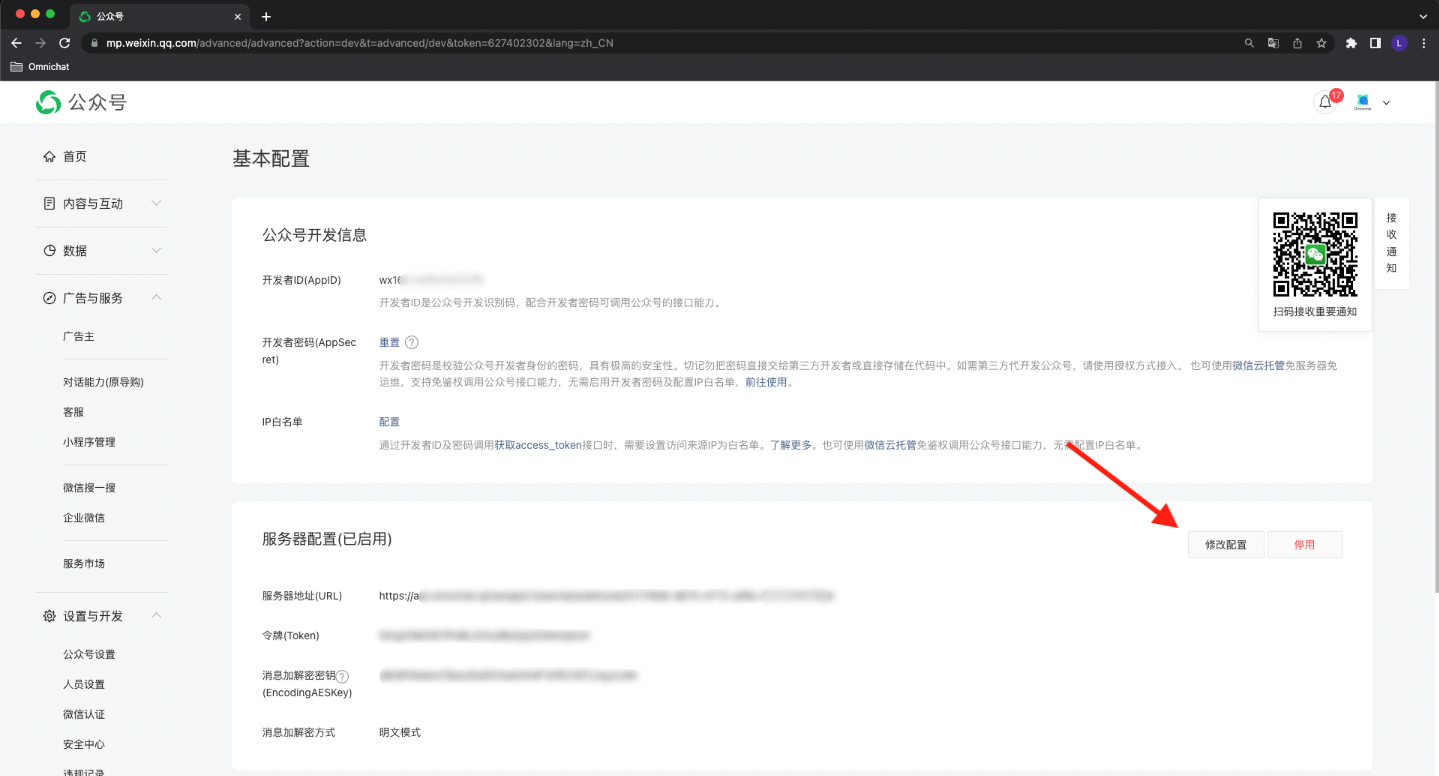 公众号
mp.weixin.qq.com/advanced/advanced?action=dev&t=advanced/dev&token=627402302&lang=zh_CN
L
Omnichat
公众号
17
Omnichat
首页
内容与互动
数据
广告与服务
广告主
对话能力(原导购)
客服
小程序管理
微信搜一搜
企业微信
服务市场
设置与开发
公众号设置
人员设置
微信认证
安全中心
违规记录
基本配置
公众号开发信息
开发者ID(AppID)
wx16
开发者ID是公众号开发识别码，配合开发者密码可调用公众号的接口能力。
开发者密码(AppSec
ret)
重置 ?
开发者密码是校验公众号开发者身份的密码，具有极高的安全性。切记勿把密码直接交给第三方开发者或直接存储在代码中。如需第三方代开发公众号，请使用授权方式接入。 也可使用微信云托管免服务器免
运维，支持免鉴权调用公众号接口能力，无需启用开发者密码及配置IP白名单，前往使用。
IP白名单
配置
通过开发者ID及密码调用获取access_token接口时，需要设置访问来源IP为白名单。了解更多。也可使用微信云托管免鉴权调用公众号接口能力，无需配置IP白名单。
扫码接收重要通知
接
收
通
知
服务器配置(已启用)
修改配置
停用
服务器地址(URL)
https://a
令牌(Token)
消息加解密密钥?
(EncodingAESKey)
消息加解密方式
明文模式